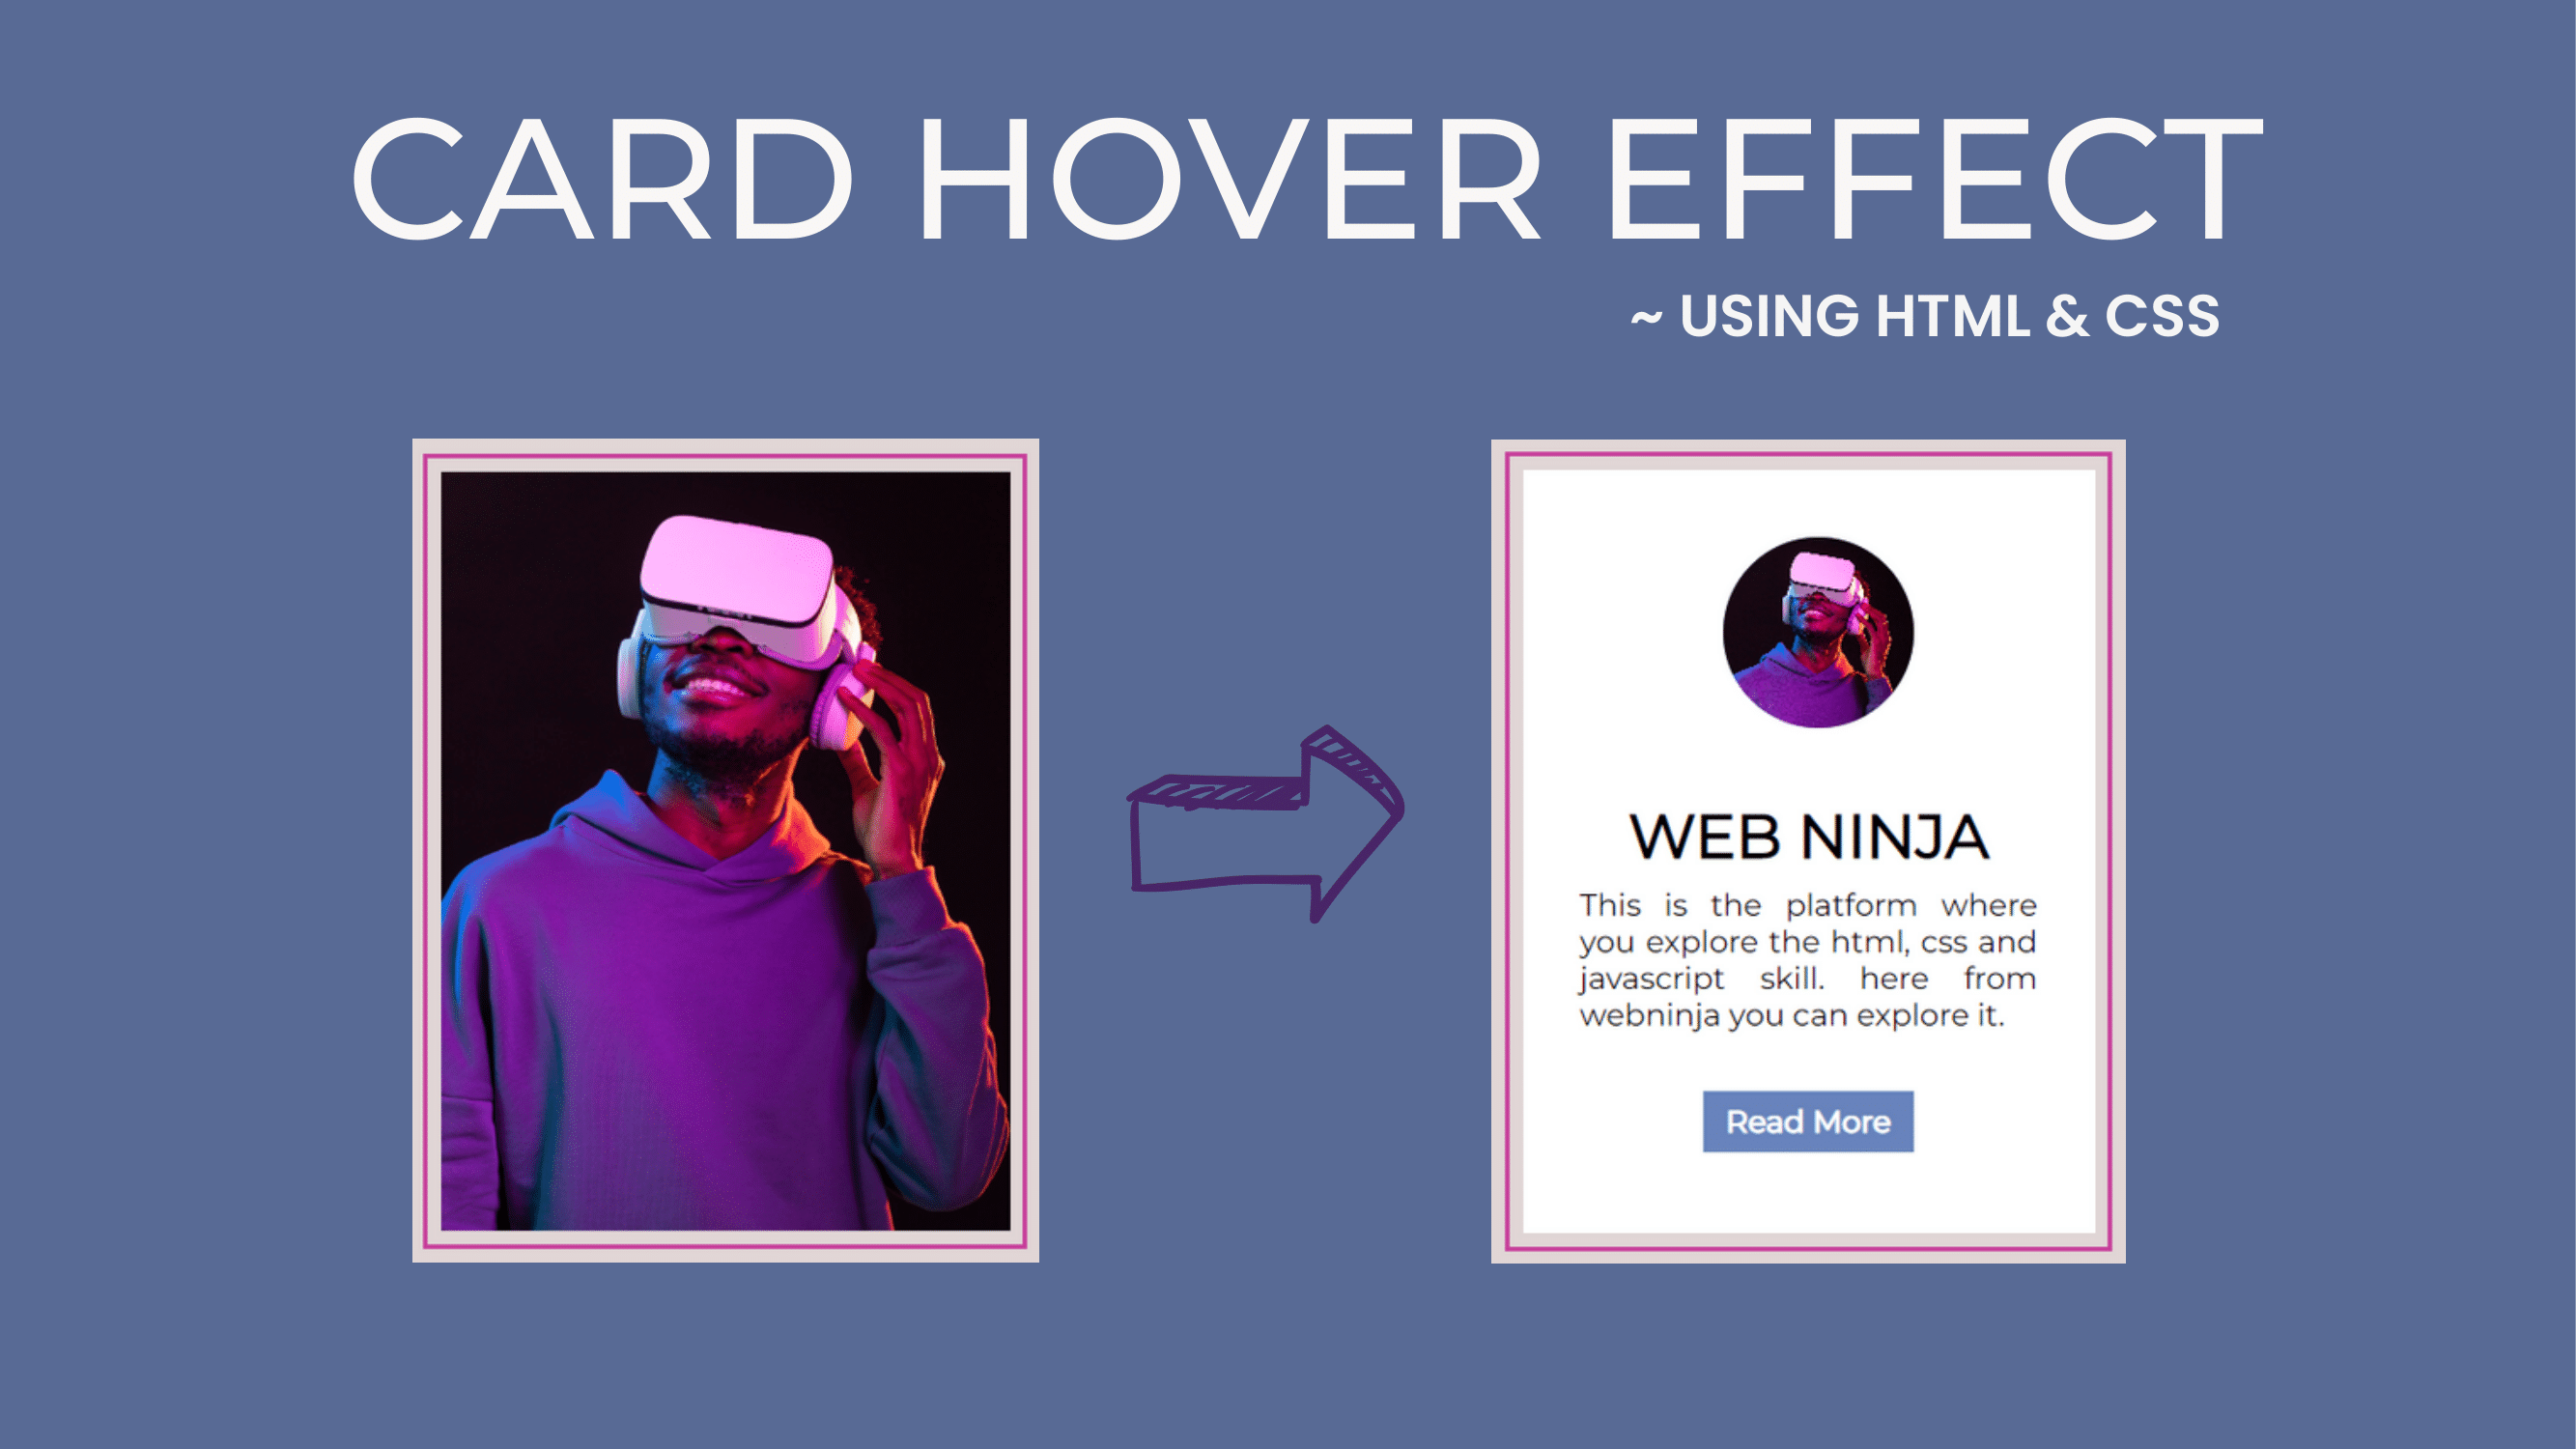 CARD HOVER EFFECT
~ USING HTML & CSS
WEB NINJA
This is the platform where
you explore the html, css and
javascript skill. here from
webninja you can explore it.
Read More